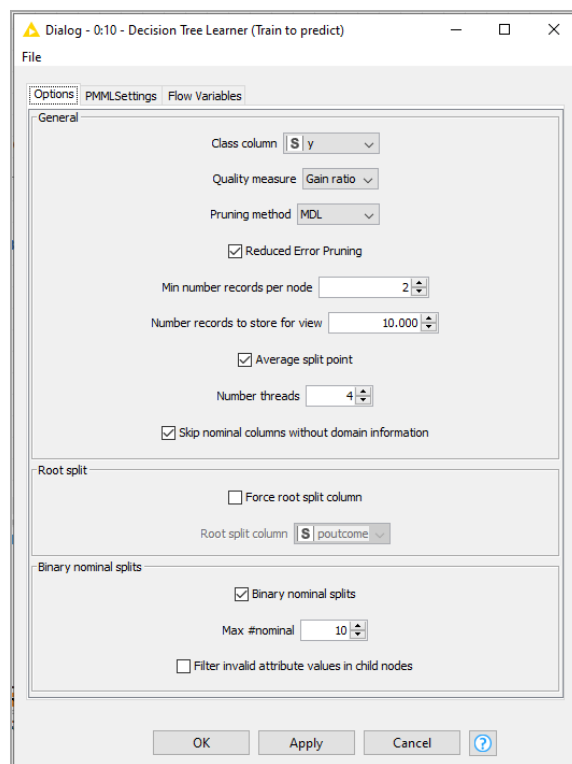 Dialog - 0:10 - Decision Tree Learner (Train to predict)
File
Options PMMLSettings Flow Variables
General
Class column S y
Quality measure Gain ratio
Pruning method MDL
Reduced Error Pruning
Min number records per node 2
Number records to store for view 10.000
Average split point
Number threads 4
Skip nominal columns without domain information
Root split
Force root split column
Root split column S poutcome
Binary nominal splits
Binary nominal splits
Max #nominal 10
Filter invalid attribute values in child nodes
OK Apply Cancel ?